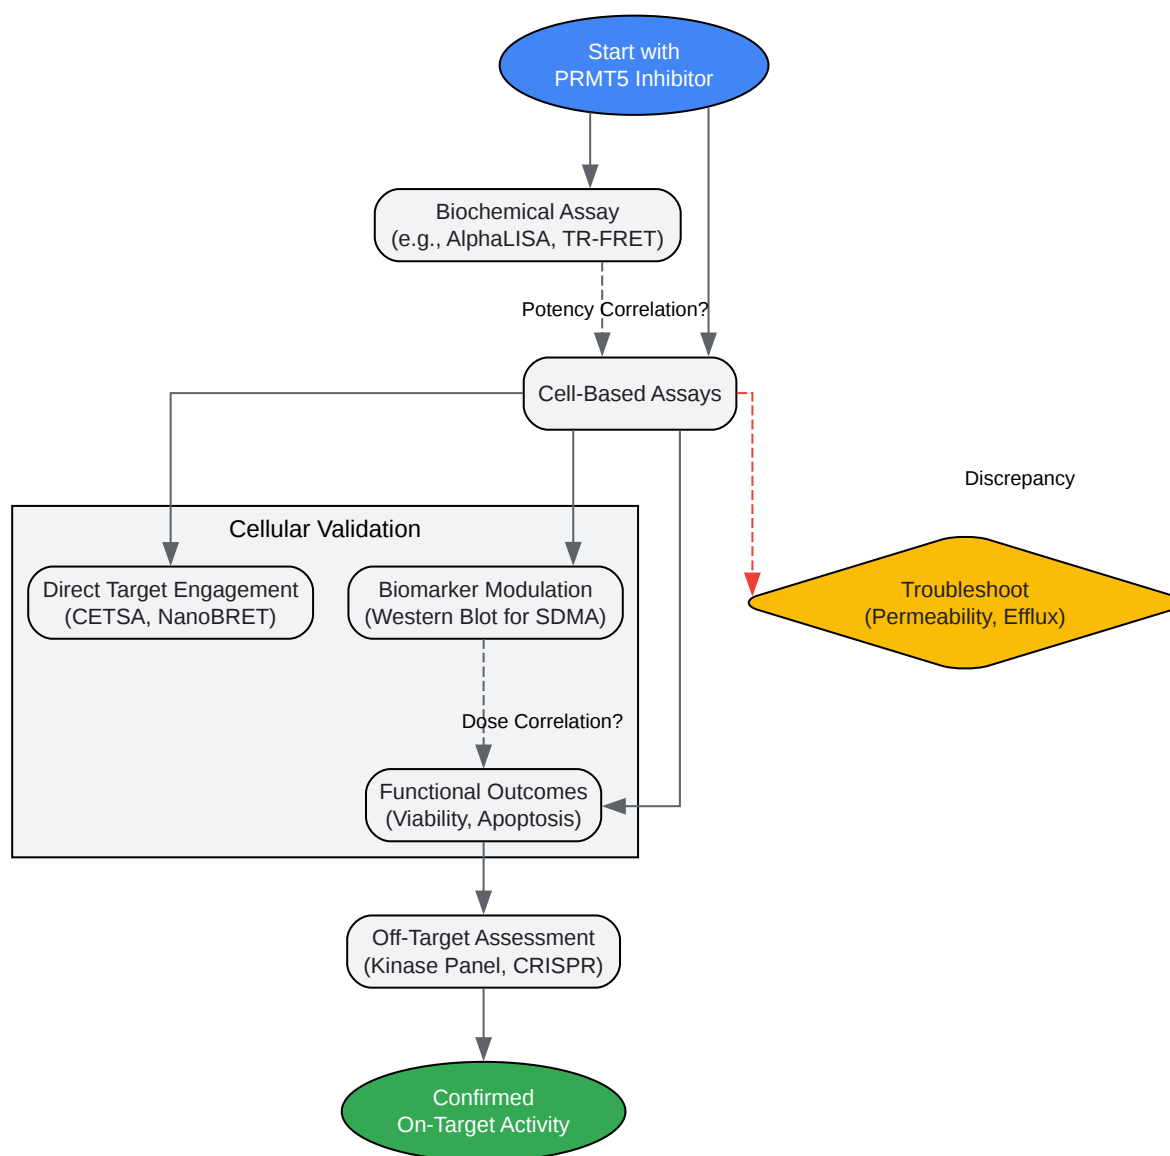 Start with
PRMT5 Inhibitor
Biochemical Assay
(e.g., AlphaLISA, TR-FRET)
Potency Correlation?
Cell-Based Assays
Discrepancy
Cellular Validation
Direct Target Engagement
(CETSA, NanoBRET)
Biomarker Modulation
(Western Blot for SDMA)
Troubleshoot
(Permeability, Efflux)
Dose Correlation?
Functional Outcomes
(Viability, Apoptosis)
Off-Target Assessment
(Kinase Panel, CRISPR)
Confirmed
On-Target Activity